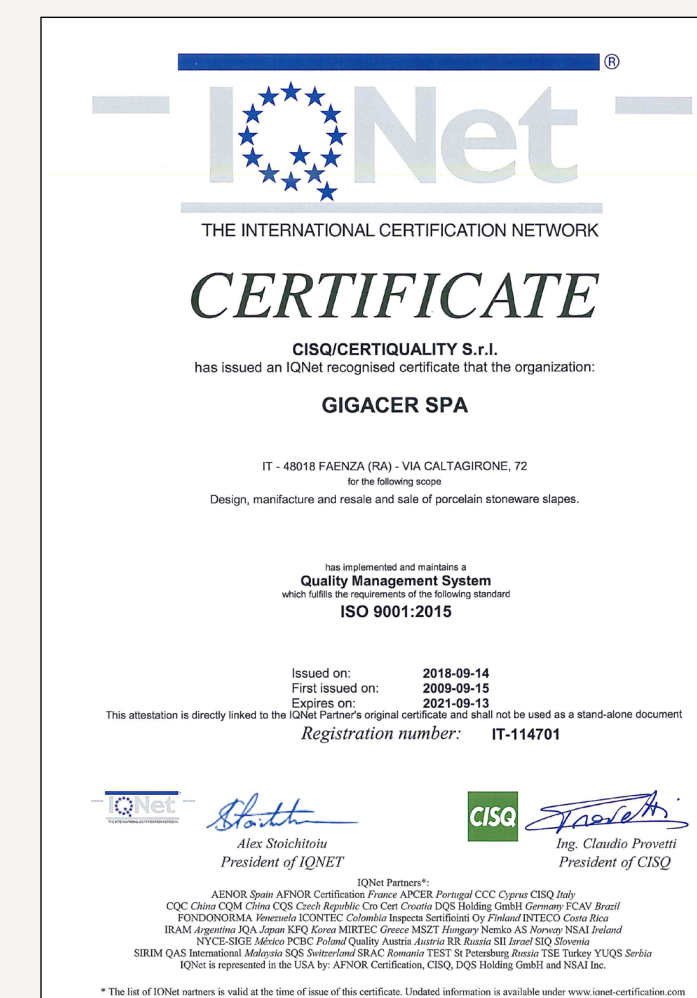 IQNet ®
THE INTERNATIONAL CERTIFICATION NETWORK
CERTIFICATE
CISQ/CERTIQUALITY S.r.l.
has issued an IQNet recognised certificate that the organization:
GIGACER SPA
IT - 48018 FAENZA (RA) - VIA CALTAGIRONE, 72
for the following scope
Design, manifacture and resale and sale of porcelain stoneware slapes.
has implemented and maintains a
Quality Management System
which fulfills the requirements of the following standard
ISO 9001:2015
Issued on: 2018-09-14
First issued on: 2009-09-15
Expires on: 2021-09-13
This attestation is directly linked to the IQNet Partner's original certificate and shall not be used as a stand-alone document
Registration number: IT-114701
IQNet
THE INTERNATIONAL CERTIFICATION NETWORK
CISQ
Alex Stoichitoiu
President of IQNET
Ing. Claudio Provetti
President of CISQ
IQNet Partners*:
AENOR Spain AFNOR Certification France APCER Portugal CCC Cyprus CISQ Italy
CQC China CQM China CQS Czech Republic Cro Cert Croatia DQS Holding GmbH Germany FCAV Brazil
FONDONORMA Venezuela ICONTEC Colombia Inspecta Sertifiointi Oy Finland INTECO Costa Rica
IRAM Argentina JQA Japan KFQ Korea MIRTEC Greece MSZT Hungary Nemko AS Norway NSAI Ireland
NYCE-SIGE México PCBC Poland Quality Austria Austria RR Russia SII Israel SIQ Slovenia
SIRIM QAS International Malaysia SQS Switzerland SRAC Romania TEST St Petersburg Russia TSE Turkey YUQS Serbia
IQNet is represented in the USA by: AFNOR Certification, CISQ, DQS Holding GmbH and NSAI Inc.
* The list of IQNet partners is valid at the time of issue of this certificate. Updated information is available under www.iqnet-certification.com